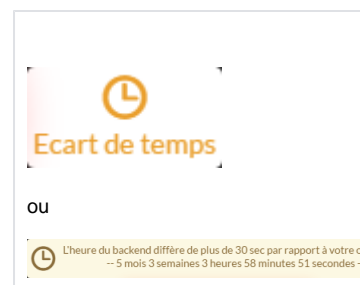 Ecart de temps
ou
L'heure du backend diffère de plus de 30 sec par rapport à votre
-- 5 mois 3 semaines 3 heures 58 minutes 51 secondes -